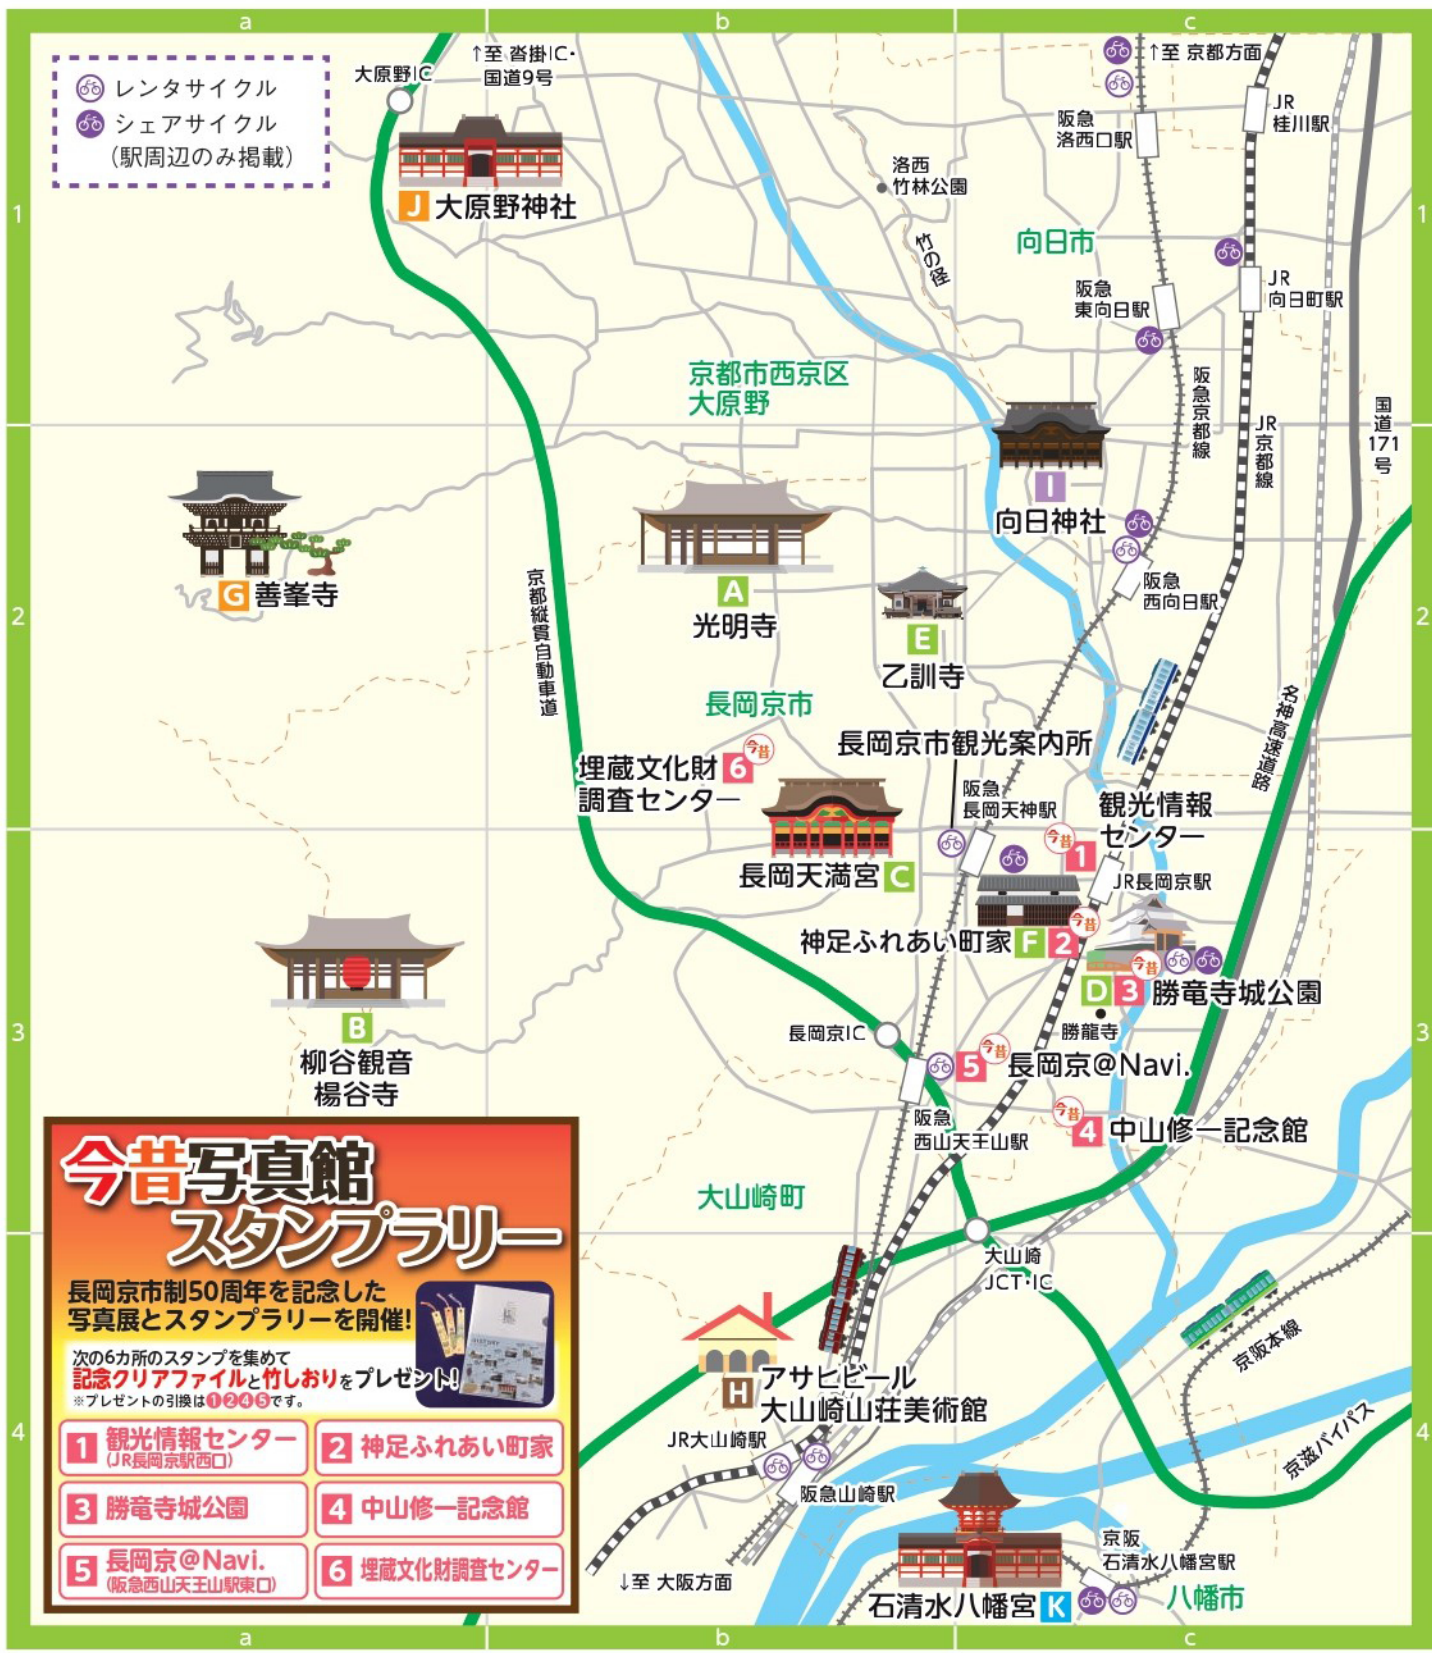 a
b
c
レンタサイクル
シェアサイクル
(駅周辺のみ掲載)
大原野IC
↑至 沓掛IC・
国道9号
↑至 京都方面
阪急
洛西口駅
JR
桂川駅
洛西
竹林公園
竹の径
J 大原野神社
1
1
向日市
阪急
東向日駅
JR
向日町駅
京都市西京区
大原野
阪急京都線
JR京都線
国道171号
I
向日神社
G 善峯寺
A
光明寺
E
乙訓寺
阪急
西向日駅
2
2
京都縦貫自動車道
長岡京市
名神高速道路
長岡京市観光案内所
今昔
埋蔵文化財 6
調査センター
阪急
長岡天神駅
観光情報
センター
今昔
1
JR長岡京駅
長岡天満宮 C
今昔
神足ふれあい町家 F 2
今昔
D 3 勝竜寺城公園
勝龍寺
長岡京IC
3
3
B
柳谷観音
楊谷寺
今昔
5 長岡京@Navi.
阪急
西山天王山駅
今昔
4 中山修一記念館
大山崎町
大山崎
JCT・IC
今昔写真館
スタンプラリー
長岡京市制50周年を記念した
写真展とスタンプラリーを開催!
HISTORY
次の6カ所のスタンプを集めて
記念クリアファイルと竹しおりをプレゼント!
※プレゼントの引換は①②④⑤です。
1 観光情報センター
(JR長岡京駅西口)
2 神足ふれあい町家
3 勝竜寺城公園
4 中山修一記念館
5 長岡京@Navi.
(阪急西山天王山駅東口)
6 埋蔵文化財調査センター
京阪本線
H アサヒビール
大山崎山荘美術館
4
4
JR大山崎駅
阪急山崎駅
京滋バイパス
↓至 大阪方面
京阪
石清水八幡宮駅
石清水八幡宮 K
八幡市
a
b
c